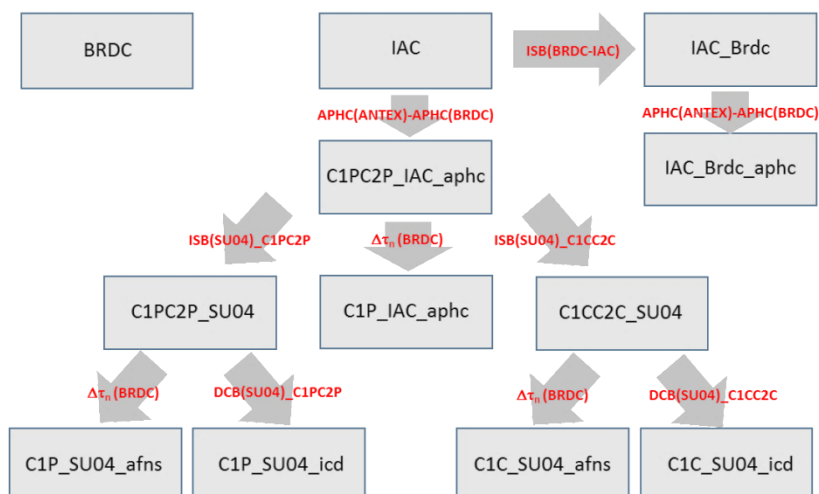 BRDC
IAC
ISB(BRDC-IAC)
IAC_Brdc
APHC(ANTEX)-APHC(BRDC)
APHC(ANTEX)-APHC(BRDC)
C1PC2P_IAC_aphc
IAC_Brdc_aphc
ISB(SU04)_C1PC2P
Δτn(BRDC)
ISB(SU04)_C1CC2C
C1PC2P_SU04
C1P_IAC_aphc
C1CC2C_SU04
Δτn(BRDC)
DCB(SU04)_C1PC2P
Δτn(BRDC)
DCB(SU04)_C1CC2C
C1P_SU04_afns
C1P_SU04_icd
C1C_SU04_afns
C1C_SU04_icd